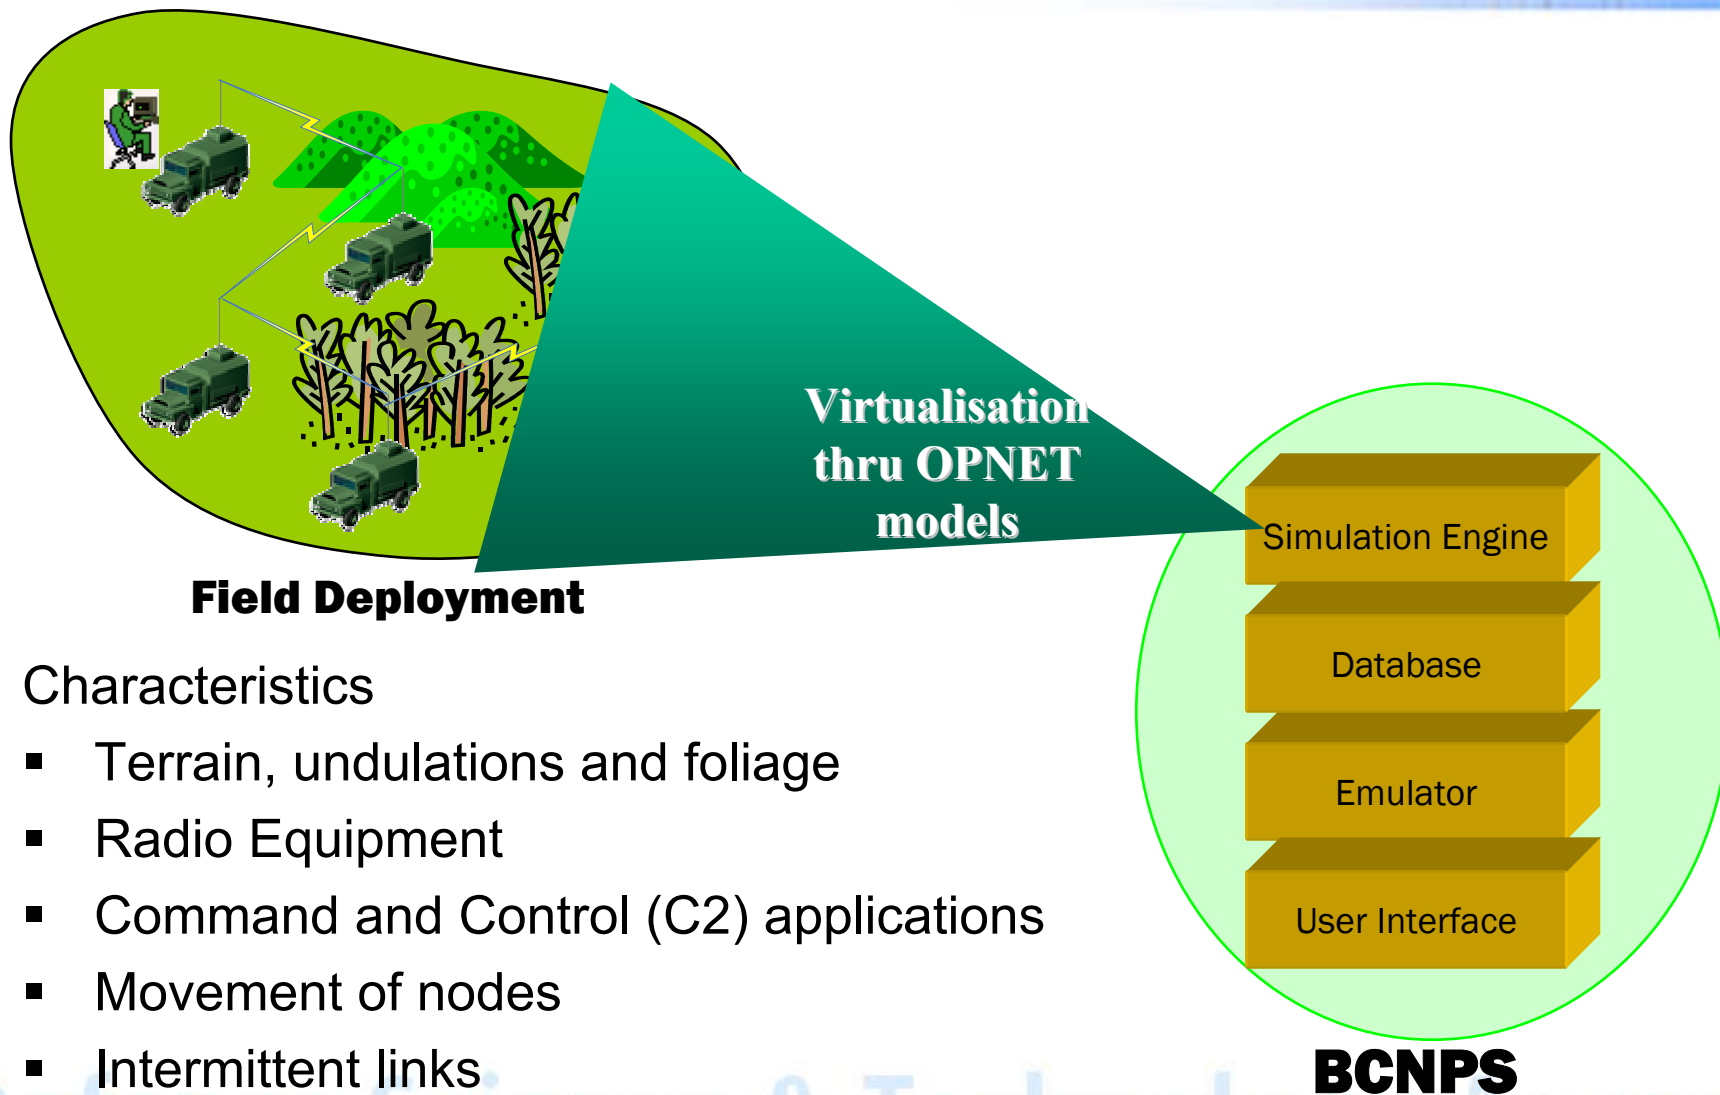 Virtualisation
thru OPNET
models
Simulation Engine
Database
Emulator
User Interface
Field Deployment
Characteristics
▪ Terrain, undulations and foliage
▪ Radio Equipment
▪ Command and Control (C2) applications
▪ Movement of nodes
▪ Intermittent links
BCNPS